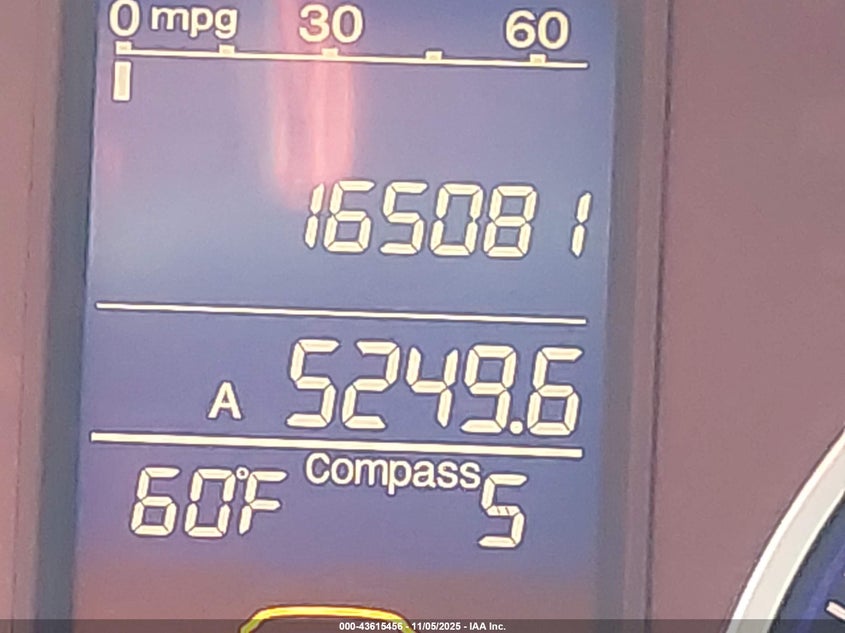 0 mpg 30 60
165081
A 5249.6
60°F Compass S
000-43615456 - 11/05/2025 - IAA Inc.